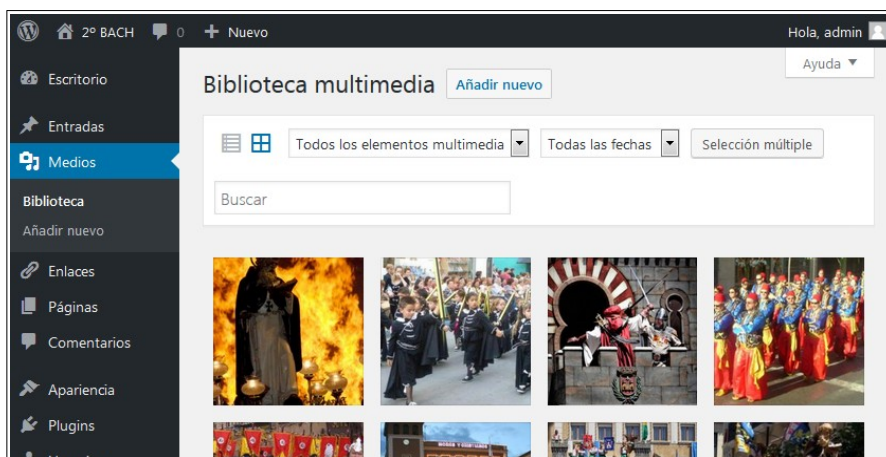 2º BACH 0 Nuevo Hola, admin
Ayuda
Escritorio
Entradas
Medios
Biblioteca
Añadir nuevo
Enlaces
Páginas
Comentarios
Apariencia
Plugins
Biblioteca multimedia Añadir nuevo
Todos los elementos multimedia Todas las fechas Selección múltiple
Buscar